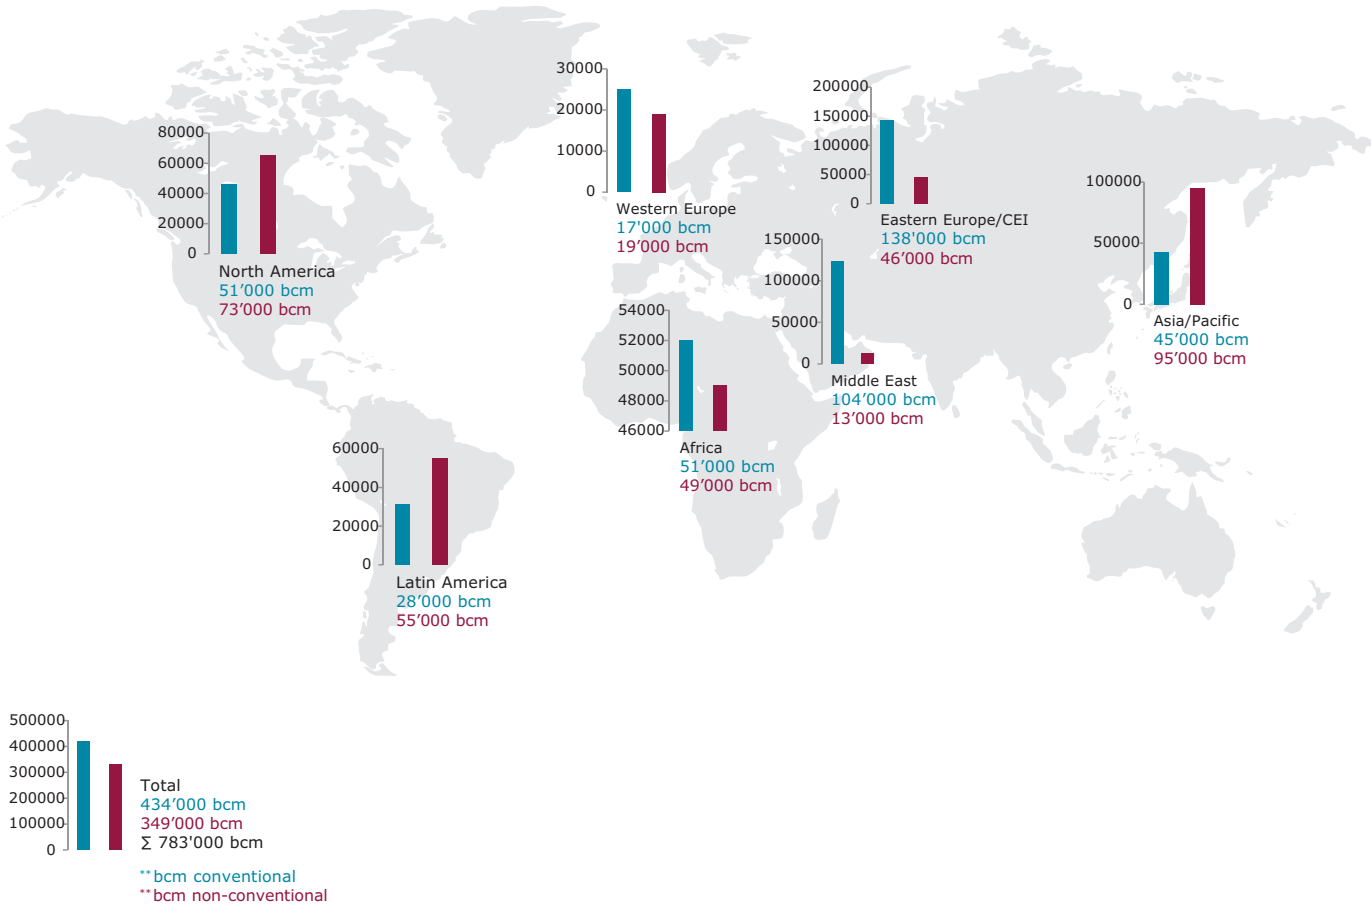 80000
60000
40000
20000
0
North America
51’000 bcm
73’000 bcm
30000
20000
10000
0
Western Europe
17'000 bcm
19’000 bcm
200000
150000
100000
50000
0
Eastern Europe/CEI
138'000 bcm
46’000 bcm
100000
50000
0
Asia/Pacific
45’000 bcm
95’000 bcm
150000
100000
50000
0
Middle East
104’000 bcm
13’000 bcm
54000
52000
50000
48000
46000
Africa
51’000 bcm
49’000 bcm
60000
40000
20000
0
Latin America
28’000 bcm
55’000 bcm
500000
400000
300000
200000
100000
0
Total
434’000 bcm
349’000 bcm
Σ 783'000 bcm
**bcm conventional
**bcm non-conventional